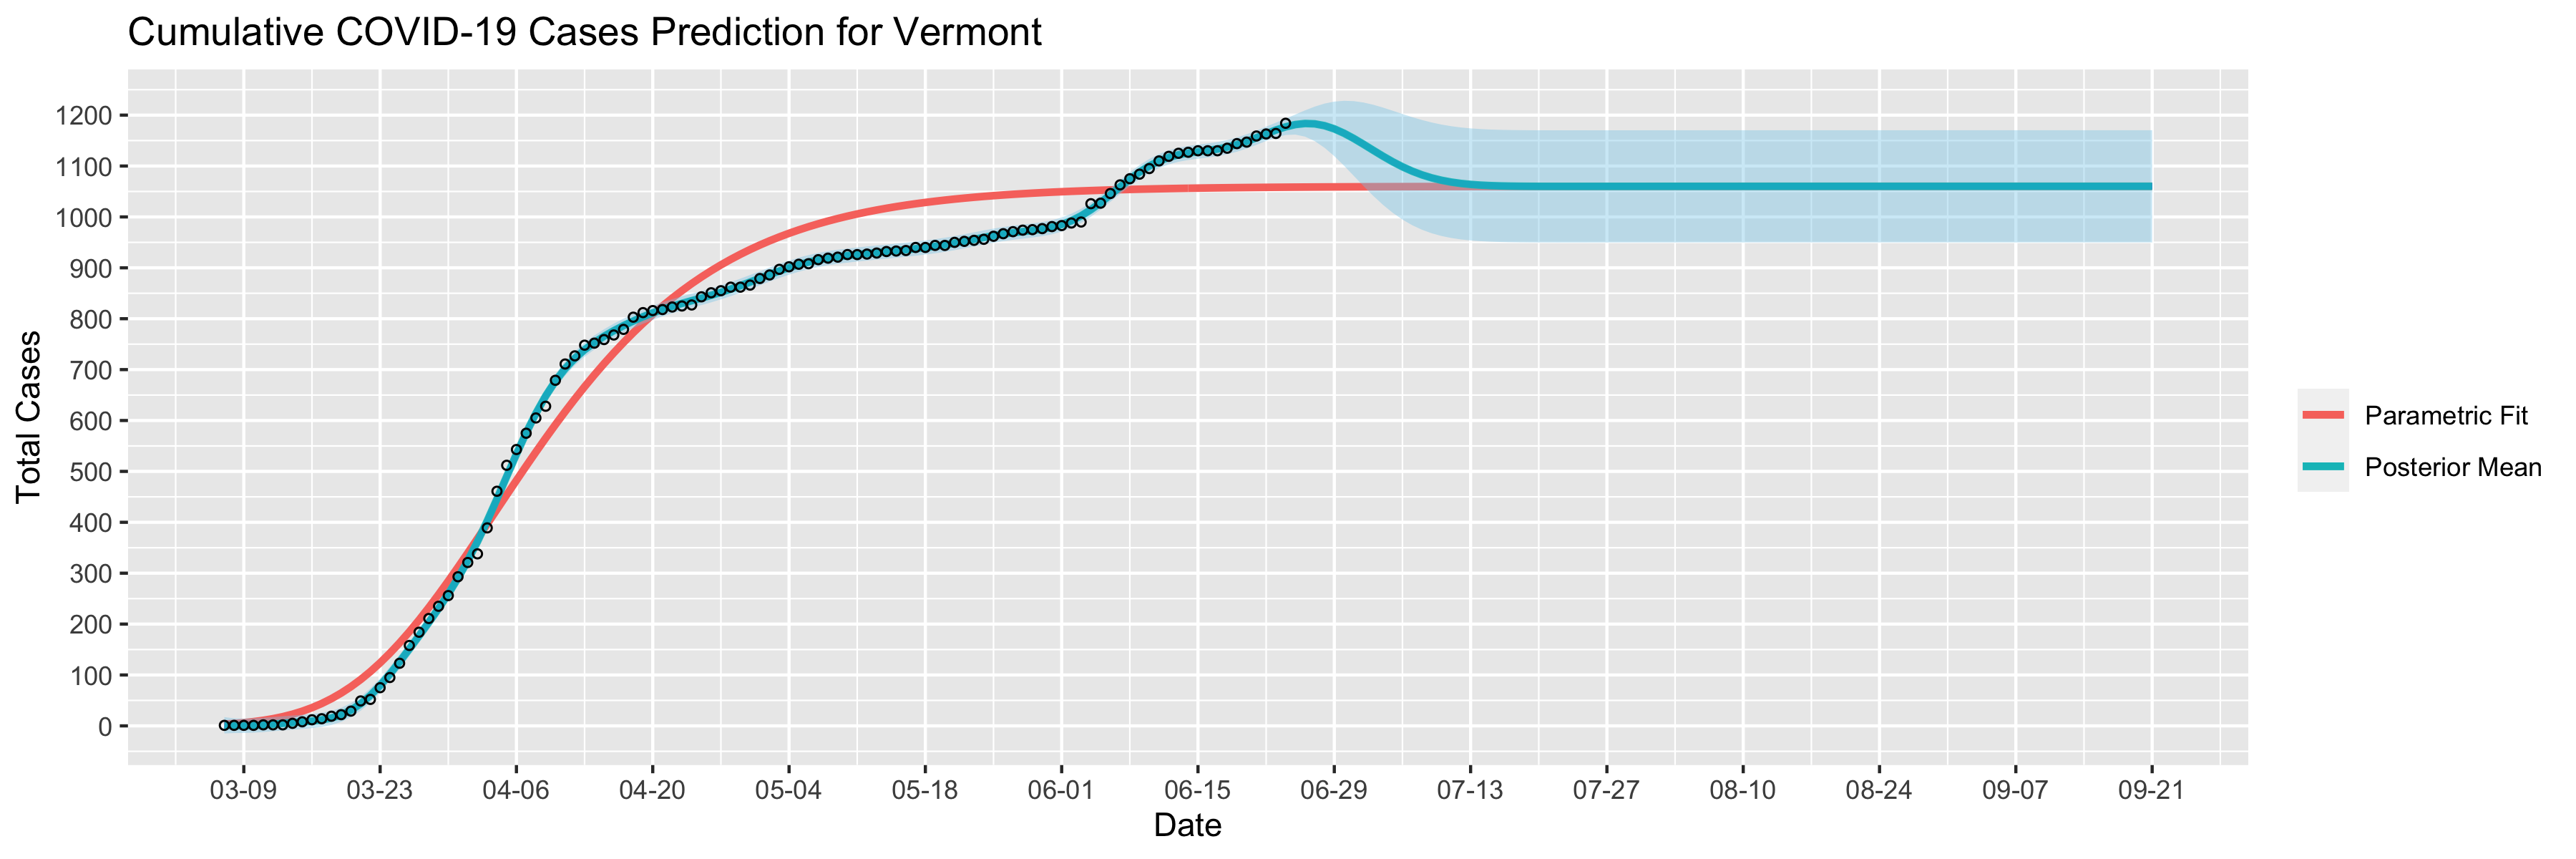 Cumulative COVID-19 Cases Prediction for Vermont
Total Cases
1200
1100
1000
900
800
700
600
500
400
300
200
100
0
03-09 03-23 04-06 04-20 05-04 05-18 06-01 06-15 06-29 07-13 07-27 08-10 08-24 09-07 09-21
Date
Parametric Fit
Posterior Mean